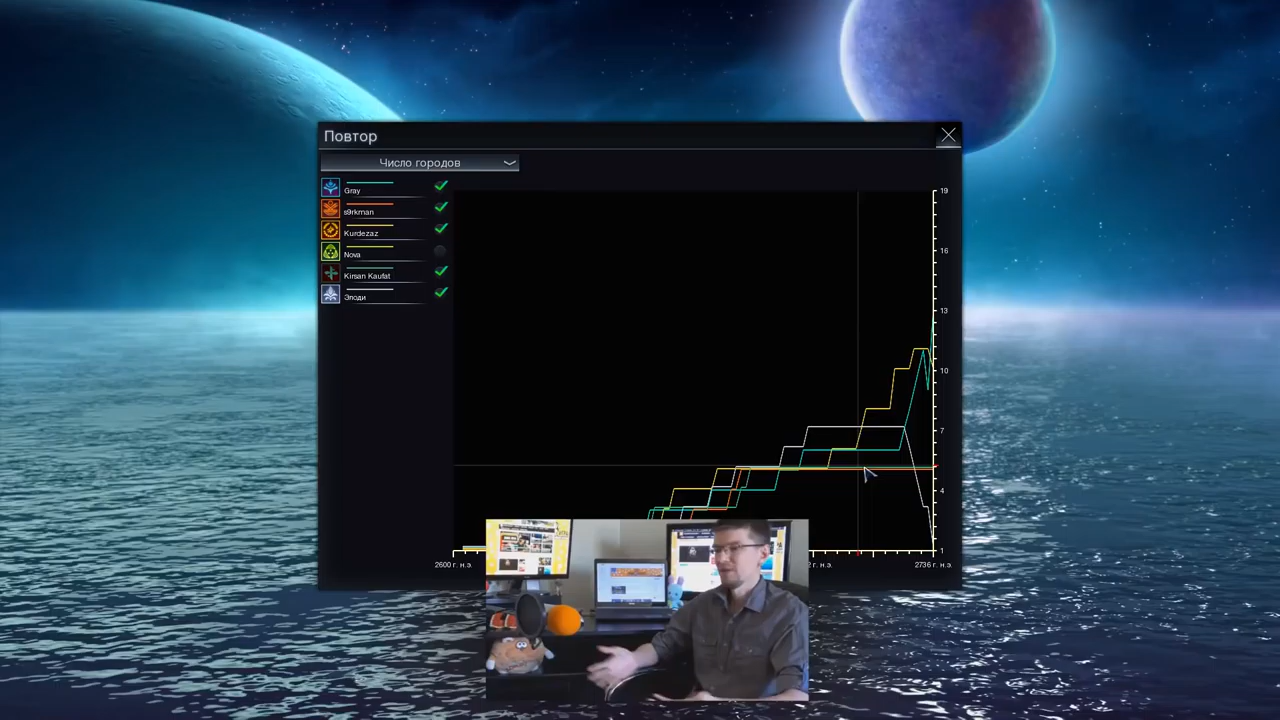 Повтор
Число городов
Gray
s9rkman
Kurdezaz
Nova
Kirsan Kaufat
Элоди
19
16
13
10
7
4
1
2600 г. н.э.
2 г. н.э.
2736 г. н.э.